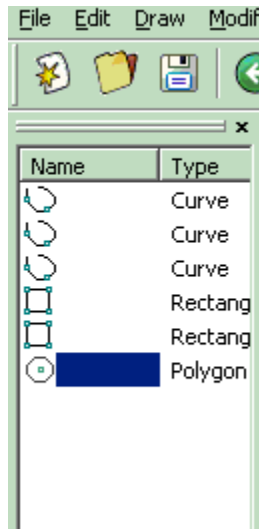 File Edit Draw Modif
Name Type
Curve
Curve
Curve
Rectang
Rectang
Polygon